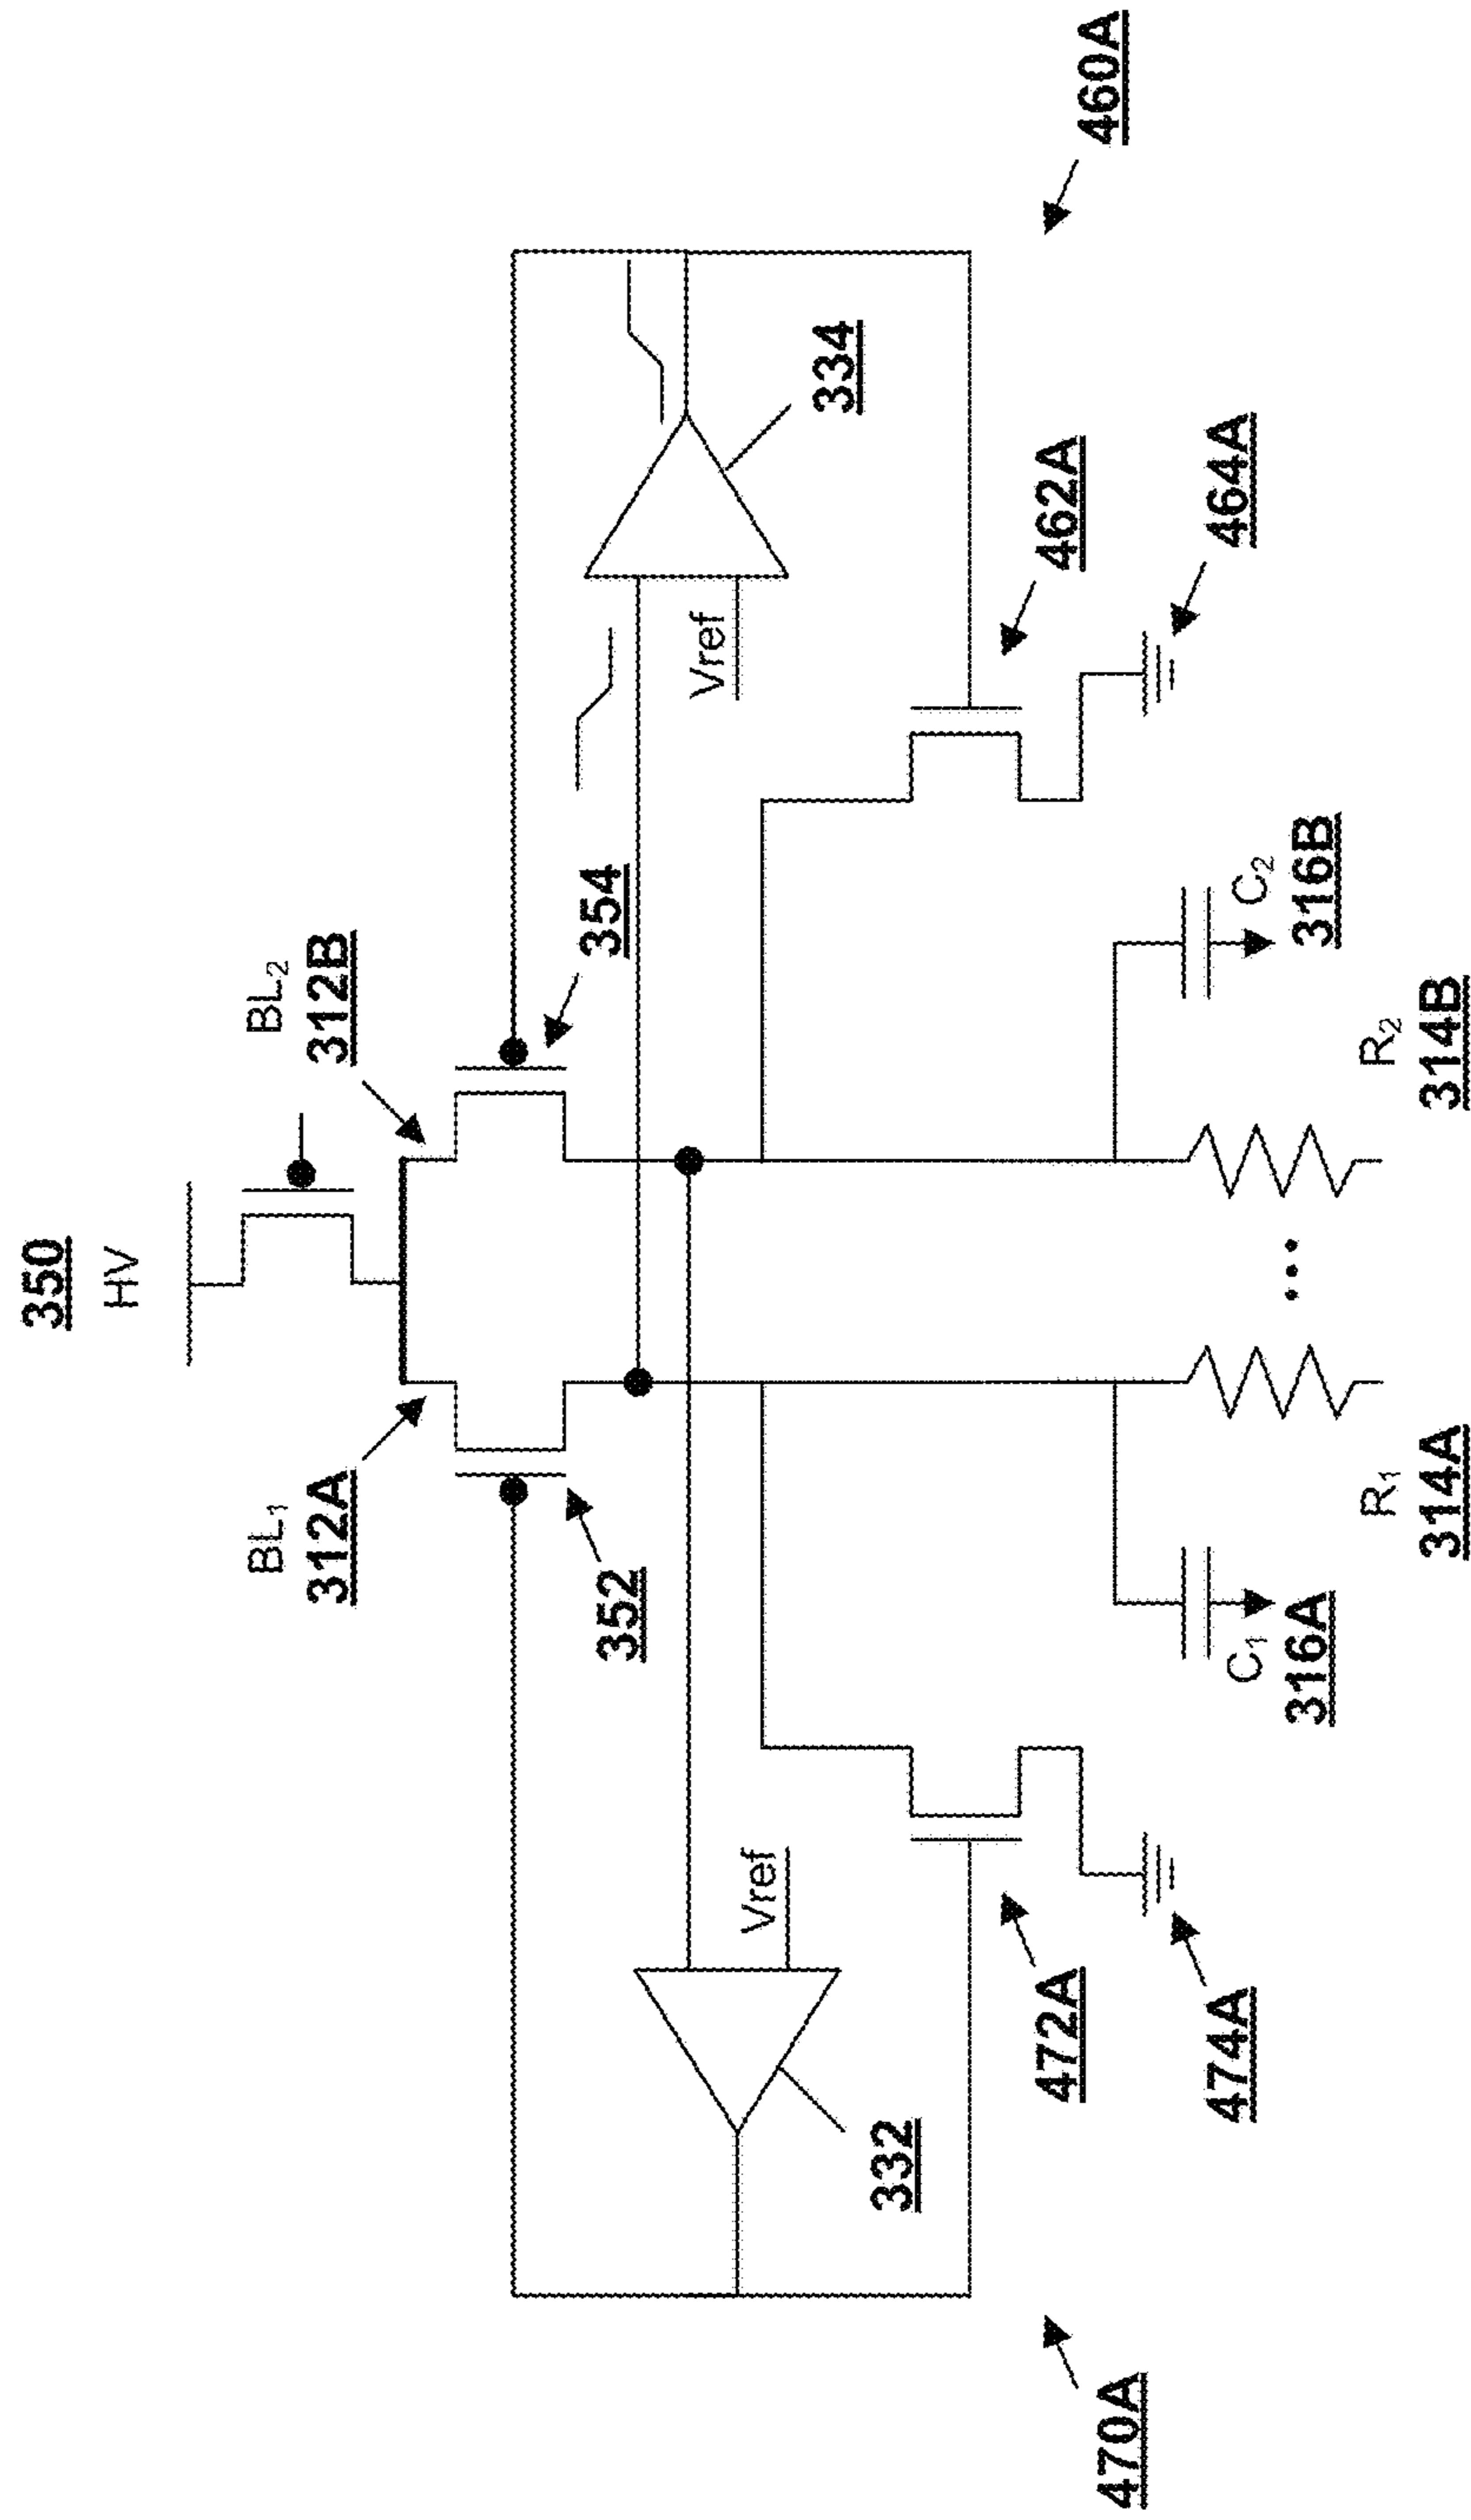 350
HV
BL1
312A
BL2
312B
352
354
Vref
332
Vref
334
470A
472A
474A
C1
316A
R1
314A
...
R2
314B
C2
316B
462A
464A
460A